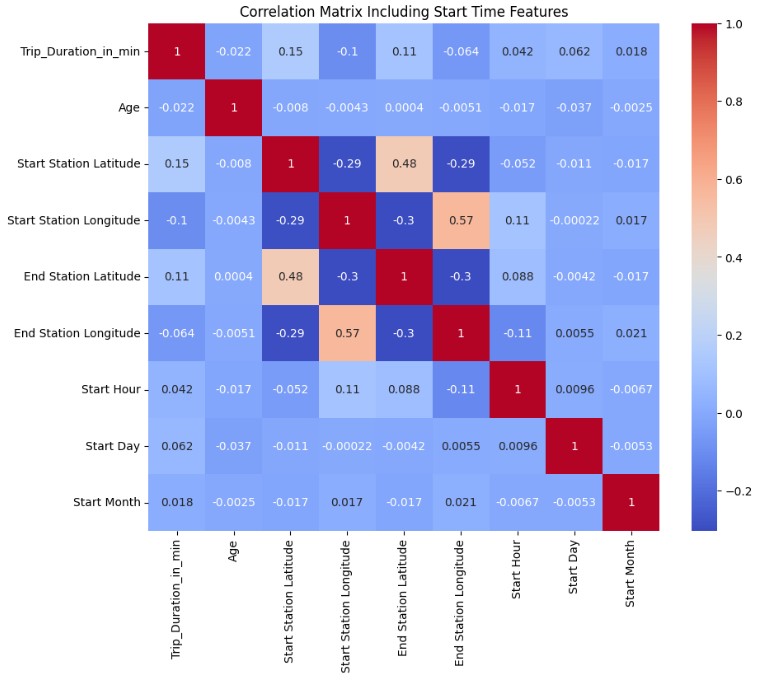 Correlation Matrix Including Start Time Features
Trip_Duration_in_min 1 -0.022 0.15 -0.1 0.11 -0.064 0.042 0.062 0.018
Age -0.022 1 -0.008 -0.0043 0.0004 -0.0051 -0.017 -0.037 -0.0025
Start Station Latitude 0.15 -0.008 1 -0.29 0.48 -0.29 -0.052 -0.011 -0.017
Start Station Longitude -0.1 -0.0043 -0.29 1 -0.3 0.57 0.11 -0.00022 0.017
End Station Latitude 0.11 0.0004 0.48 -0.3 1 -0.3 0.088 -0.0042 -0.017
End Station Longitude -0.064 -0.0051 -0.29 0.57 -0.3 1 -0.11 0.0055 0.021
Start Hour 0.042 -0.017 -0.052 0.11 0.088 -0.11 1 0.0096 -0.0067
Start Day 0.062 -0.037 -0.011 -0.00022 -0.0042 0.0055 0.0096 1 -0.0053
Start Month 0.018 -0.0025 -0.017 0.017 -0.017 0.021 -0.0067 -0.0053 1
Trip_Duration_in_min
Age
Start Station Latitude
Start Station Longitude
End Station Latitude
End Station Longitude
Start Hour
Start Day
Start Month
1.0
0.8
0.6
0.4
0.2
0.0
−0.2